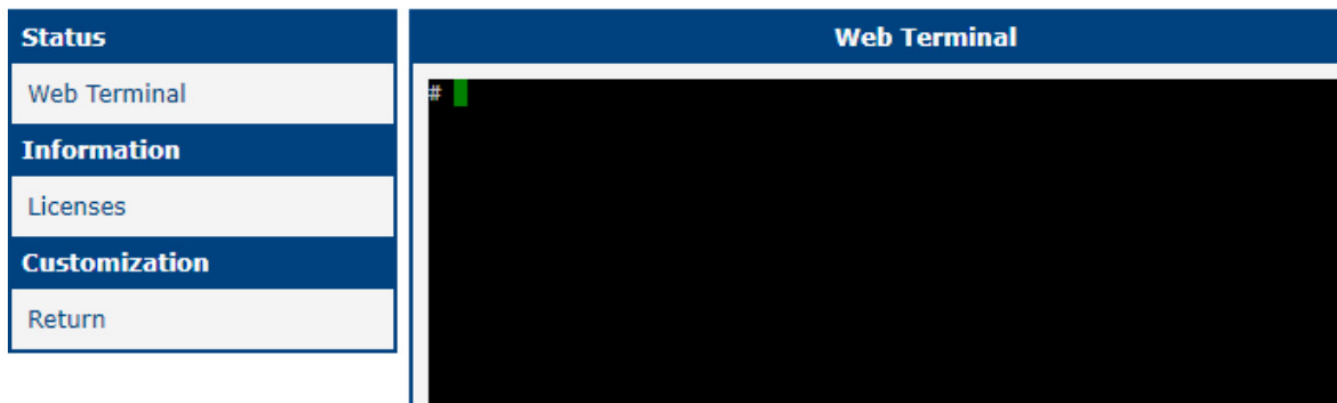 Status
Web Terminal
Information
Licenses
Customization
Return
Web Terminal
#